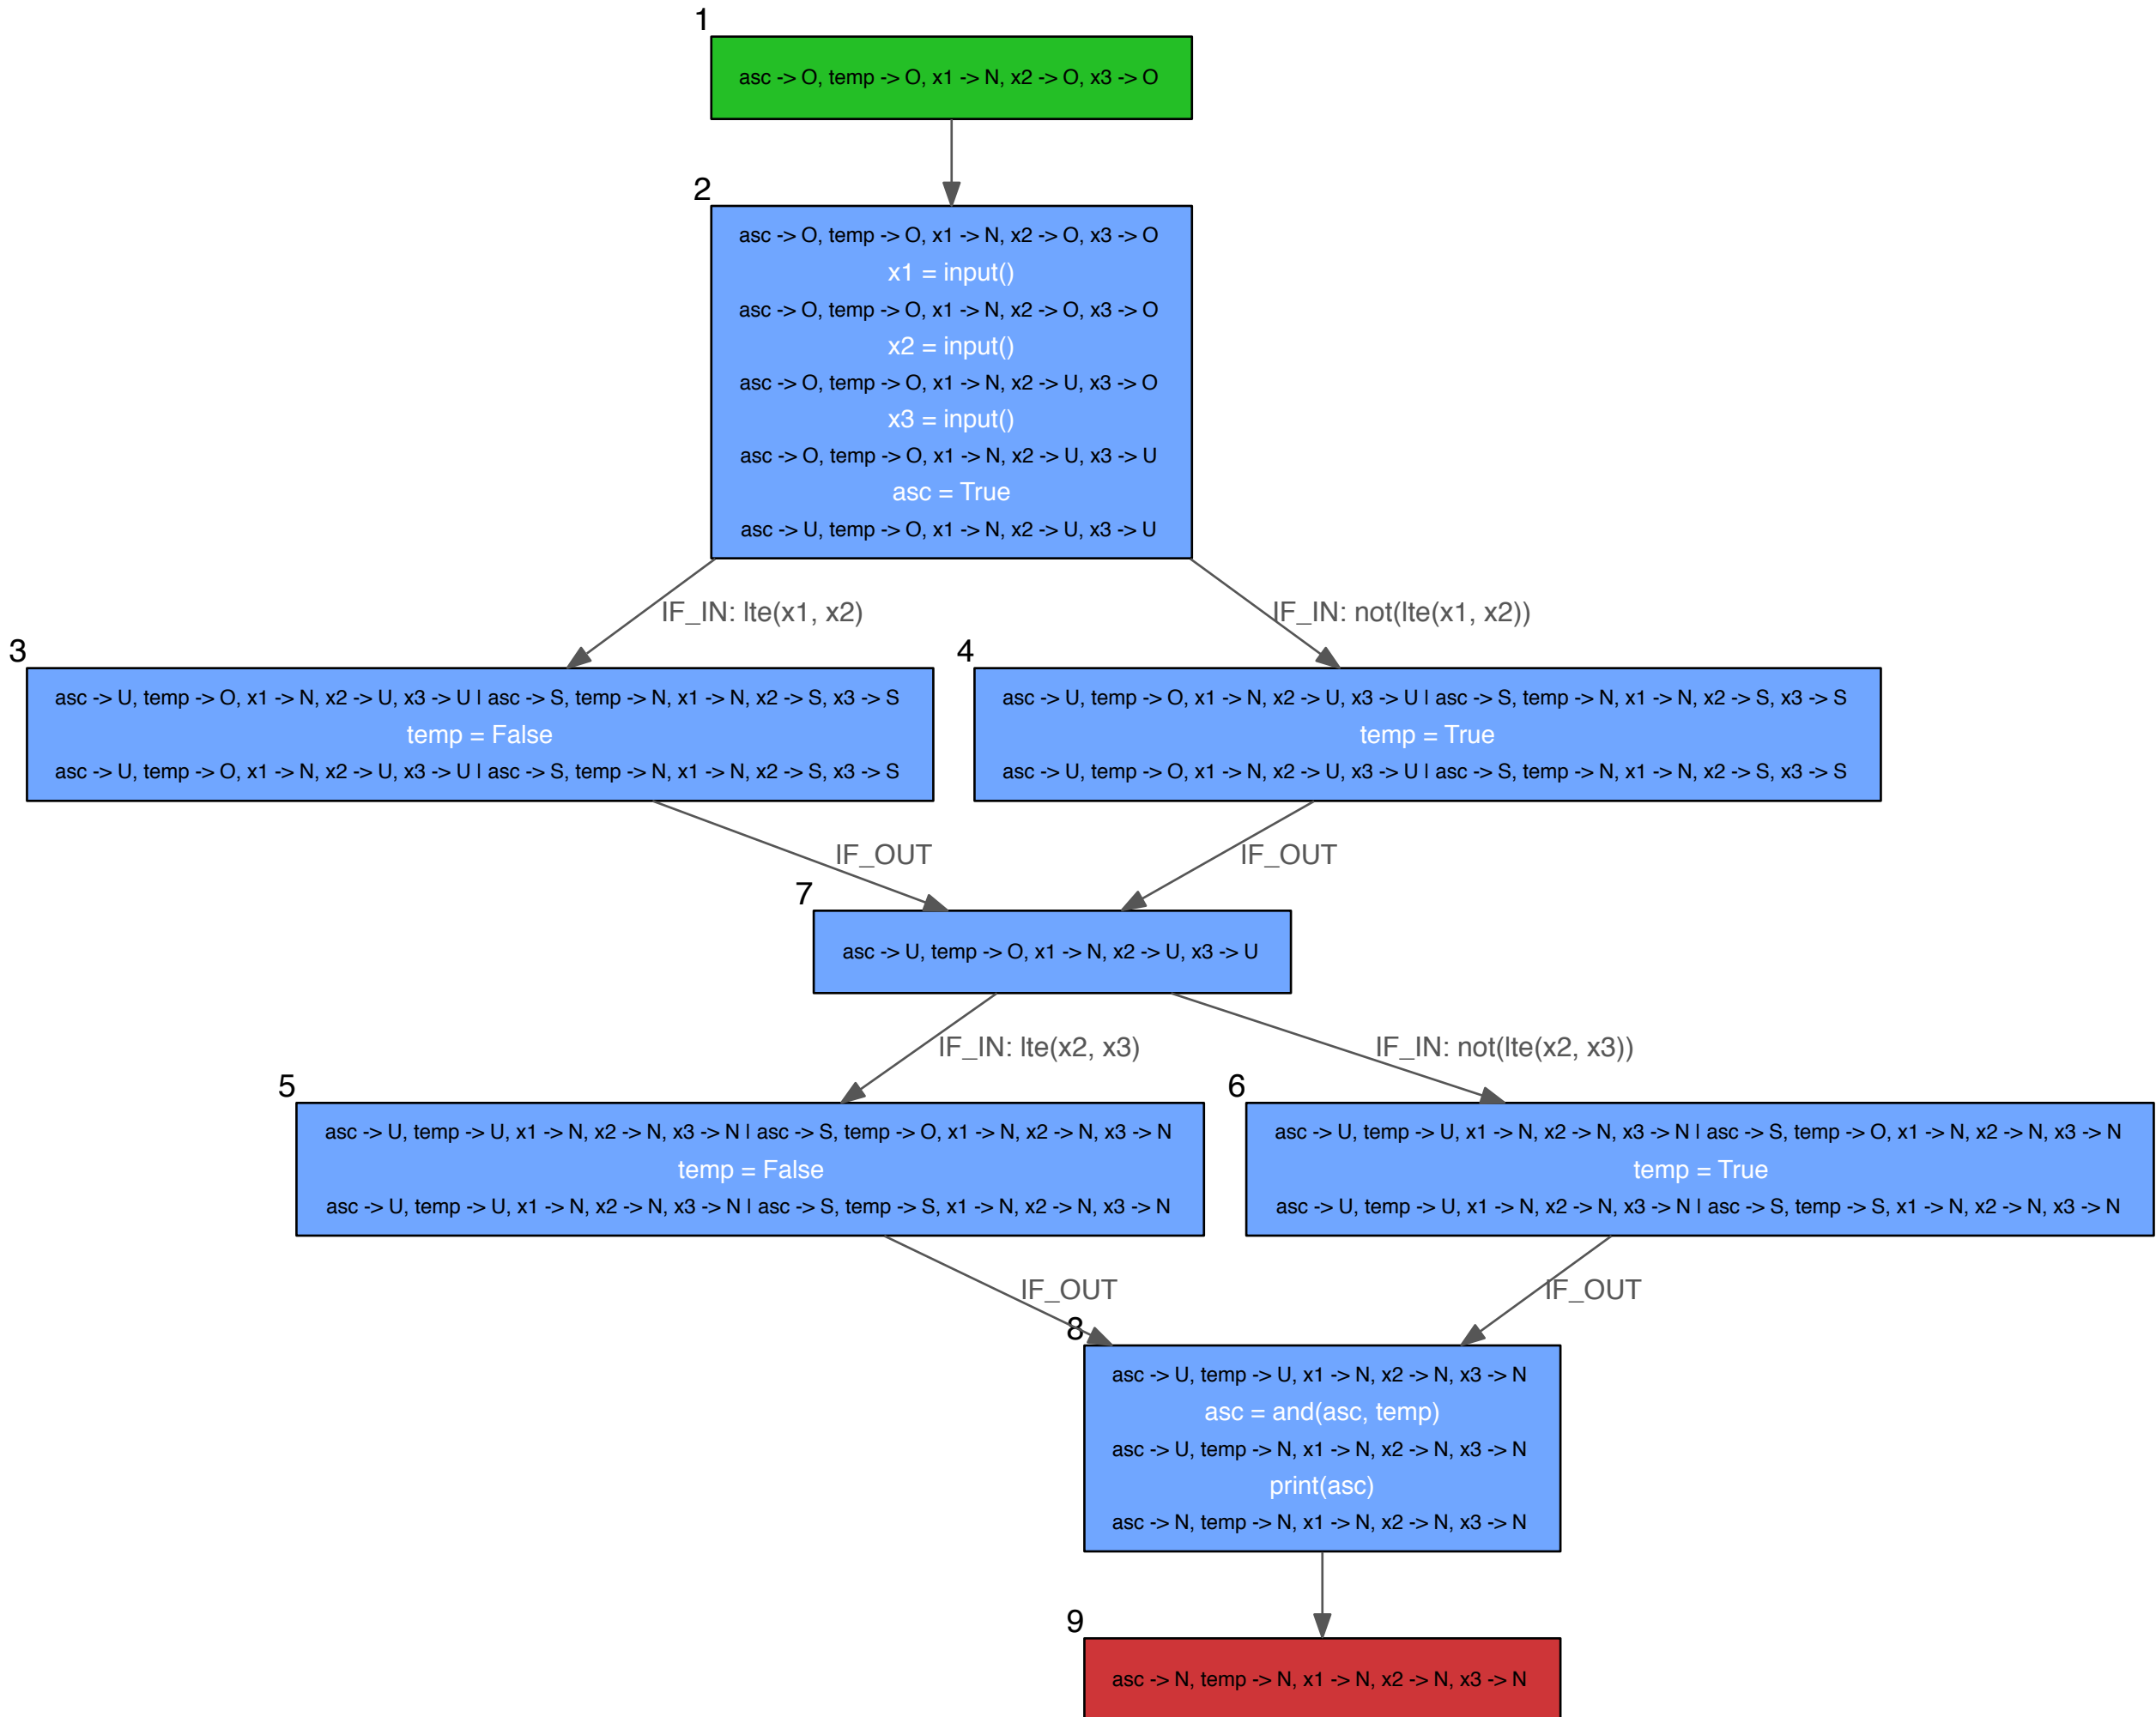 1
asc -> O, temp -> O, x1 -> N, x2 -> O, x3 -> O
2
asc -> O, temp -> O, x1 -> N, x2 -> O, x3 -> O
x1 = input()
asc -> O, temp -> O, x1 -> N, x2 -> O, x3 -> O
x2 = input()
asc -> O, temp -> O, x1 -> N, x2 -> U, x3 -> O
x3 = input()
asc -> O, temp -> O, x1 -> N, x2 -> U, x3 -> U
asc = True
asc -> U, temp -> O, x1 -> N, x2 -> U, x3 -> U
IF_IN: lte(x1, x2)
IF_IN: not(lte(x1, x2))
3
asc -> U, temp -> O, x1 -> N, x2 -> U, x3 -> U | asc -> S, temp -> N, x1 -> N, x2 -> S, x3 -> S
temp = False
asc -> U, temp -> O, x1 -> N, x2 -> U, x3 -> U | asc -> S, temp -> N, x1 -> N, x2 -> S, x3 -> S
4
asc -> U, temp -> O, x1 -> N, x2 -> U, x3 -> U | asc -> S, temp -> N, x1 -> N, x2 -> S, x3 -> S
temp = True
asc -> U, temp -> O, x1 -> N, x2 -> U, x3 -> U | asc -> S, temp -> N, x1 -> N, x2 -> S, x3 -> S
IF_OUT
IF_OUT
7
asc -> U, temp -> O, x1 -> N, x2 -> U, x3 -> U
IF_IN: lte(x2, x3)
IF_IN: not(lte(x2, x3))
5
asc -> U, temp -> U, x1 -> N, x2 -> N, x3 -> N | asc -> S, temp -> O, x1 -> N, x2 -> N, x3 -> N
temp = False
asc -> U, temp -> U, x1 -> N, x2 -> N, x3 -> N | asc -> S, temp -> S, x1 -> N, x2 -> N, x3 -> N
6
asc -> U, temp -> U, x1 -> N, x2 -> N, x3 -> N | asc -> S, temp -> O, x1 -> N, x2 -> N, x3 -> N
temp = True
asc -> U, temp -> U, x1 -> N, x2 -> N, x3 -> N | asc -> S, temp -> S, x1 -> N, x2 -> N, x3 -> N
IF_OUT
IF_OUT
8
asc -> U, temp -> U, x1 -> N, x2 -> N, x3 -> N
asc = and(asc, temp)
asc -> U, temp -> N, x1 -> N, x2 -> N, x3 -> N
print(asc)
asc -> N, temp -> N, x1 -> N, x2 -> N, x3 -> N
9
asc -> N, temp -> N, x1 -> N, x2 -> N, x3 -> N